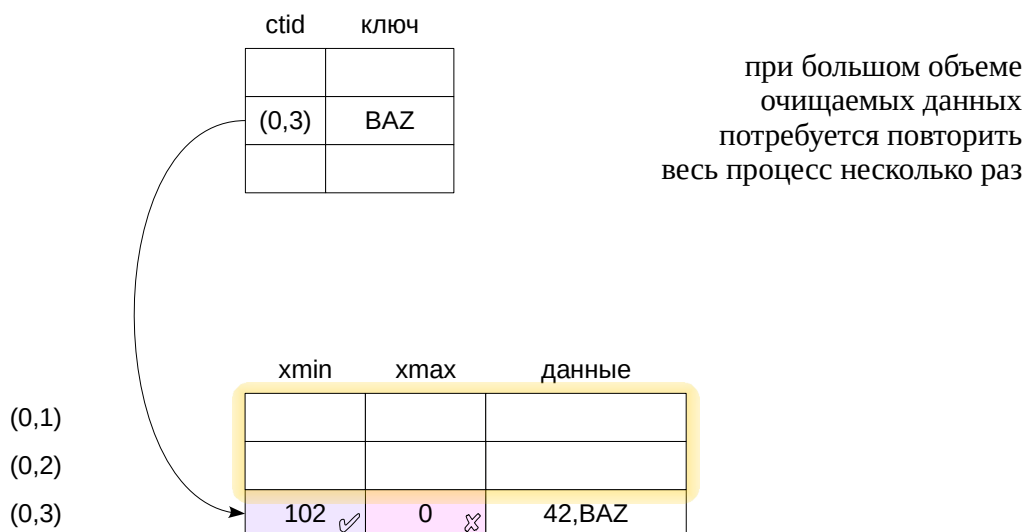 ctid ключ
(0,3) BAZ
при большом объеме
очищаемых данных
потребуется повторить
весь процесс несколько раз
xmin xmax данные
(0,1)
(0,2)
(0,3) 102 0 42,BAZ